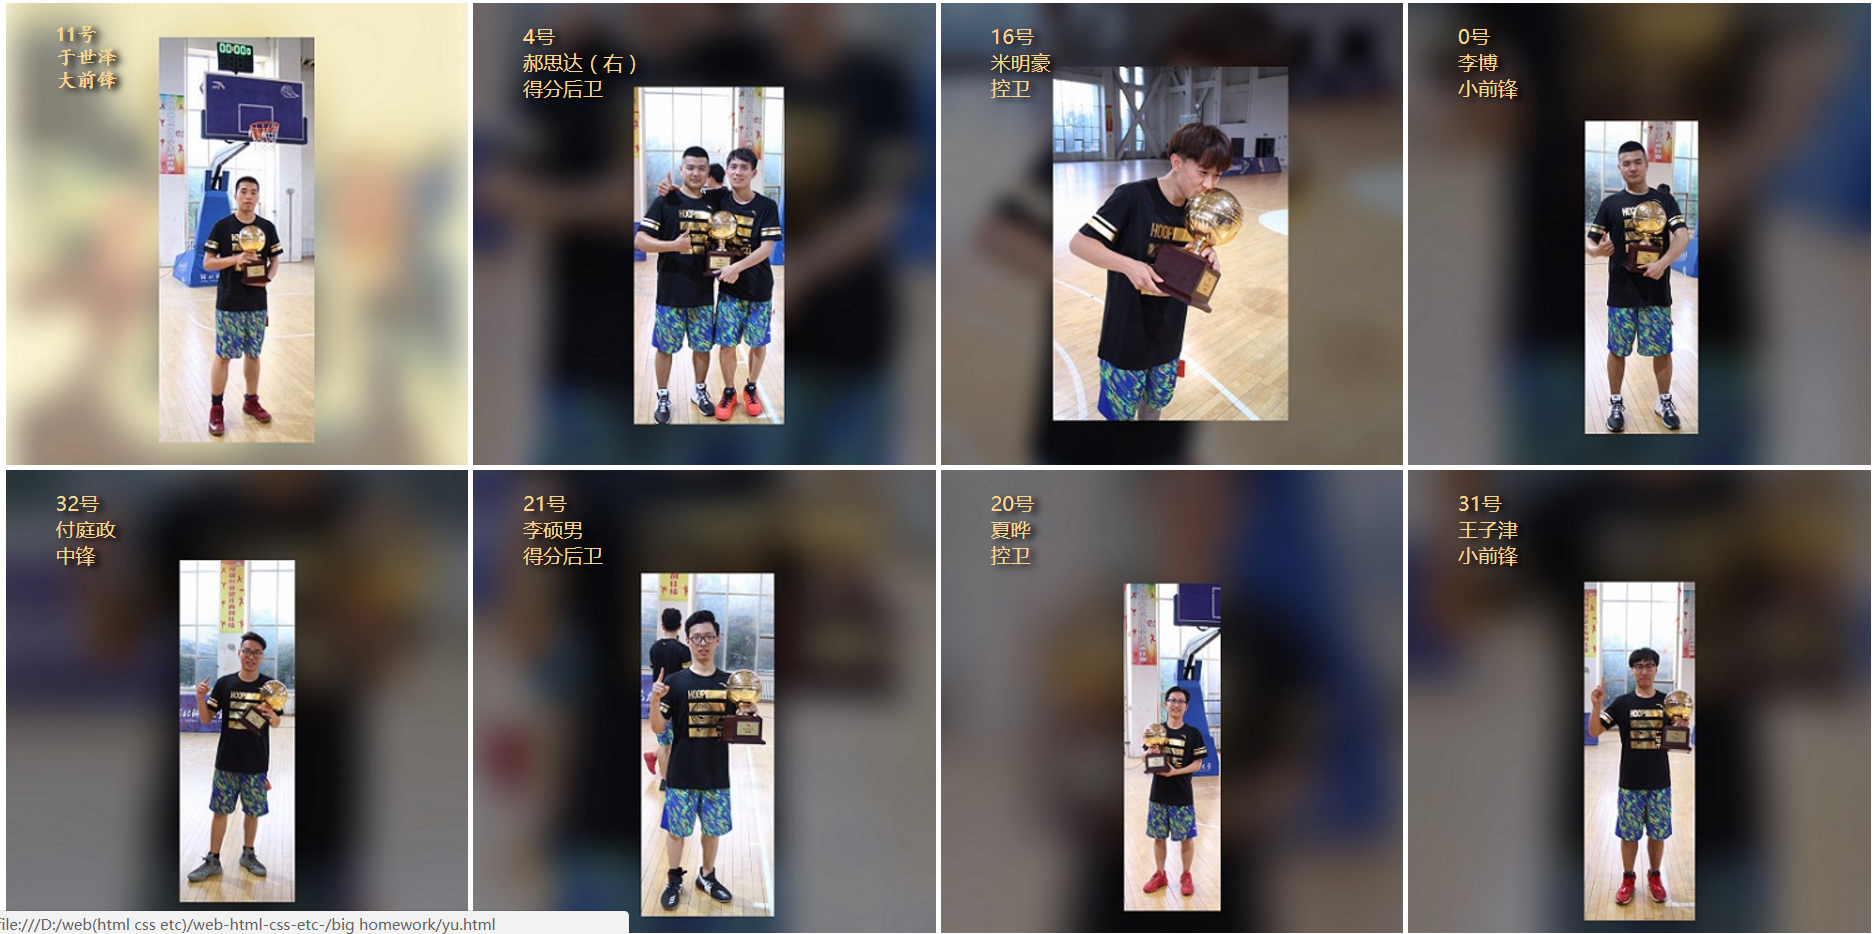 11号
于世泽
大前锋
4号
郝思达（右）
得分后卫
16号
米明豪
控卫
0号
李博
小前锋
32号
付庭政
中锋
21号
李硕男
得分后卫
20号
夏晔
控卫
31号
王子津
小前锋
HOOP
HOOP
HOOP
file:///D:/web(html css etc)/web-html-css-etc-/big homework/yu.html